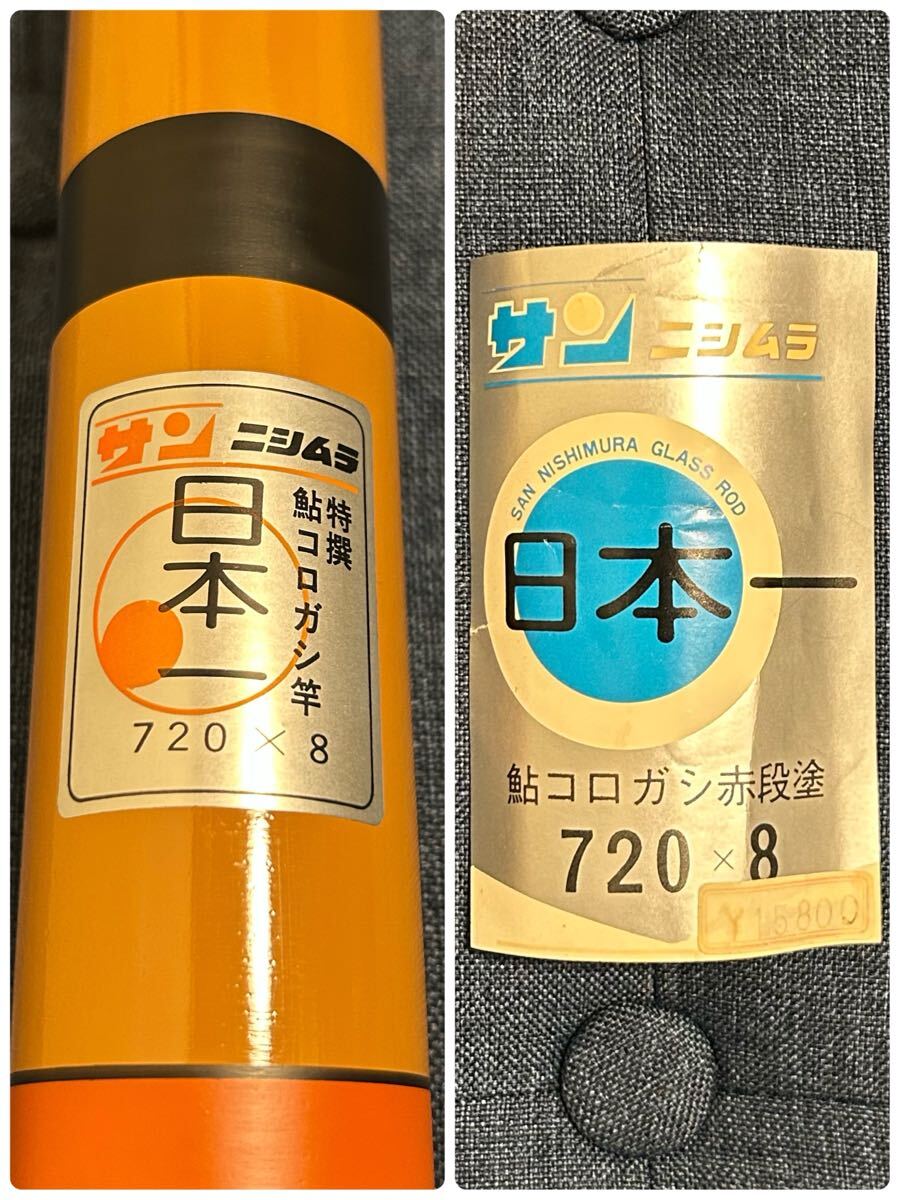 サン ニシムラ
特撰
鮎コロガシ竿
日本一
720 × 8
サン ニシムラ
SAN NISHIMURA GLASS ROD
日本一
鮎コロガシ赤段塗
720 × 8
¥15800